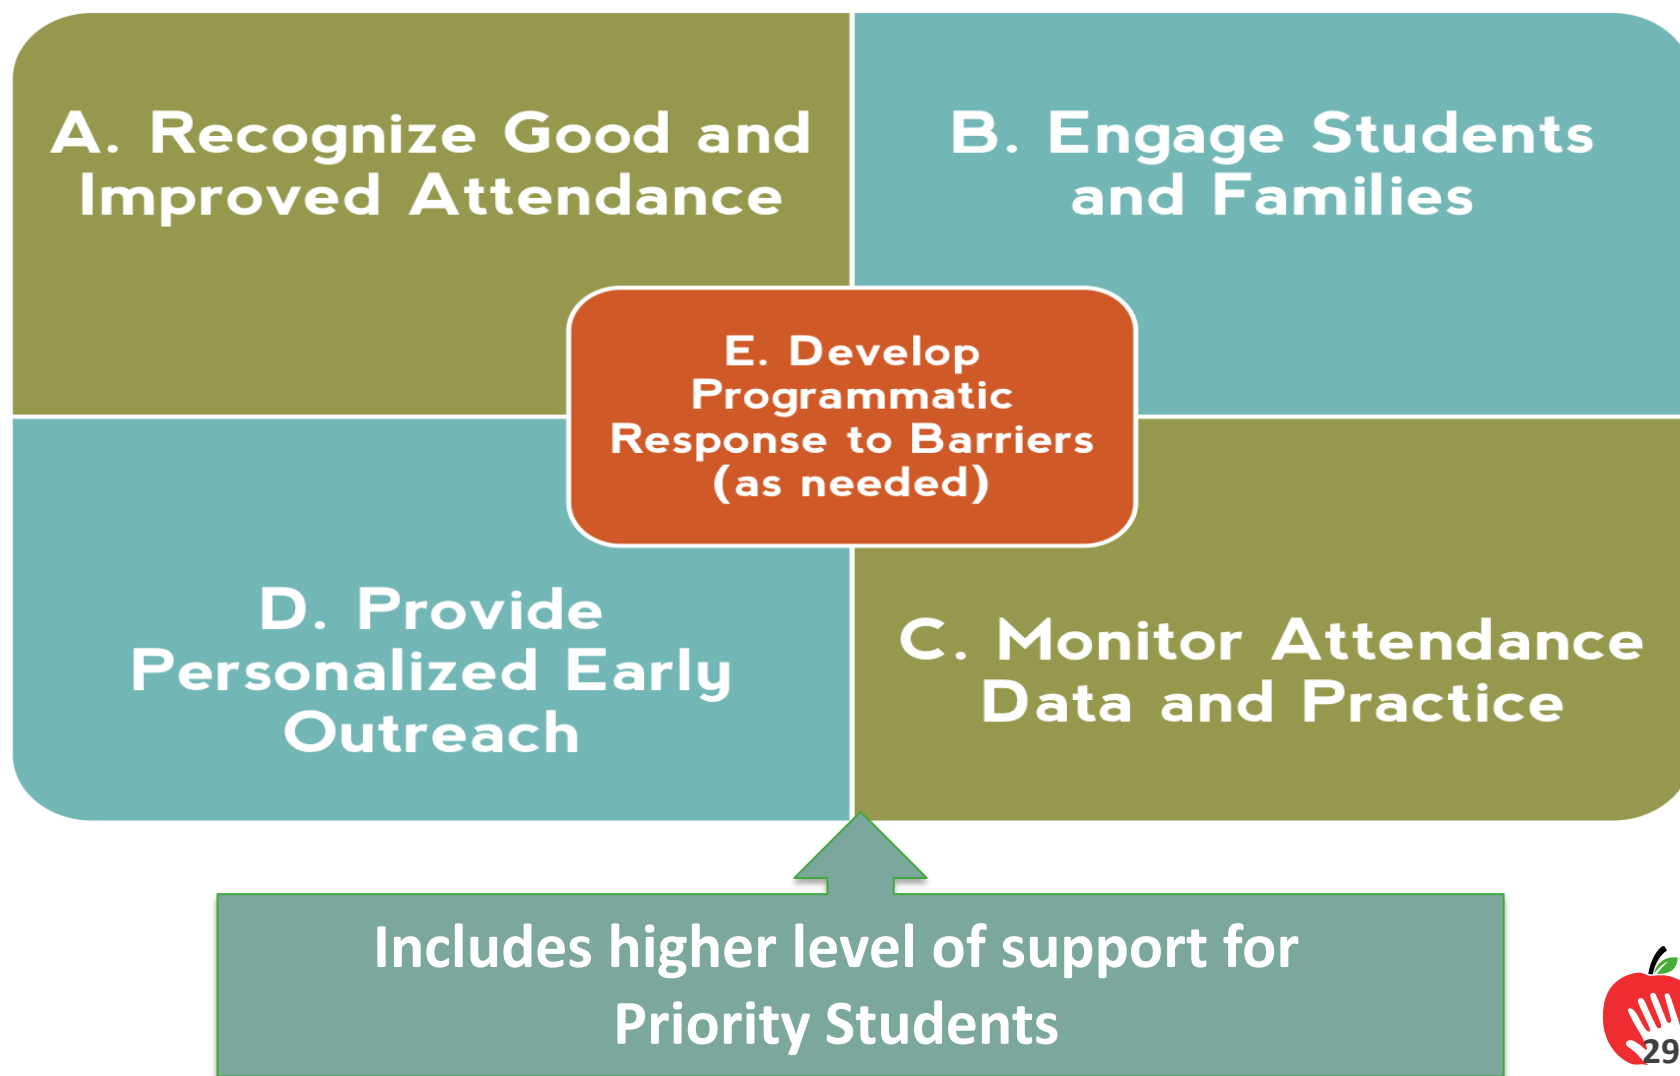 A. Recognize Good and
Improved Attendance
B. Engage Students
and Families
E. Develop
Programmatic
Response to Barriers
(as needed)
D. Provide
Personalized Early
Outreach
C. Monitor Attendance
Data and Practice
Includes higher level of support for
Priority Students
29